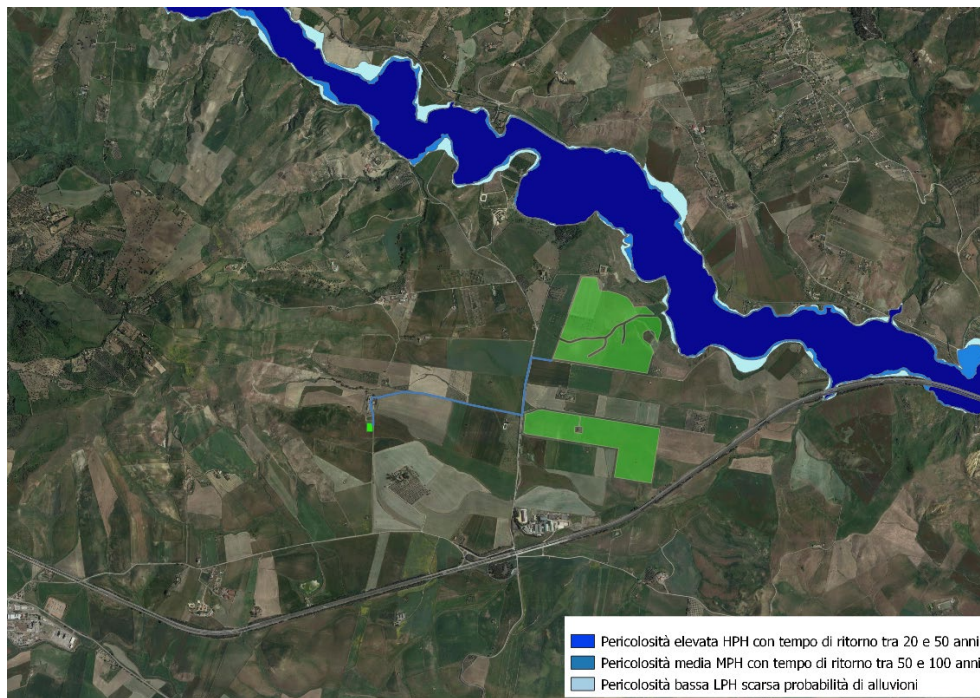 Pericolosità elevata HPH con tempo di ritorno tra 20 e 50 anni
Pericolosità media MPH con tempo di ritorno tra 50 e 100 anni
Pericolosità bassa LPH scarsa probabilità di alluvioni